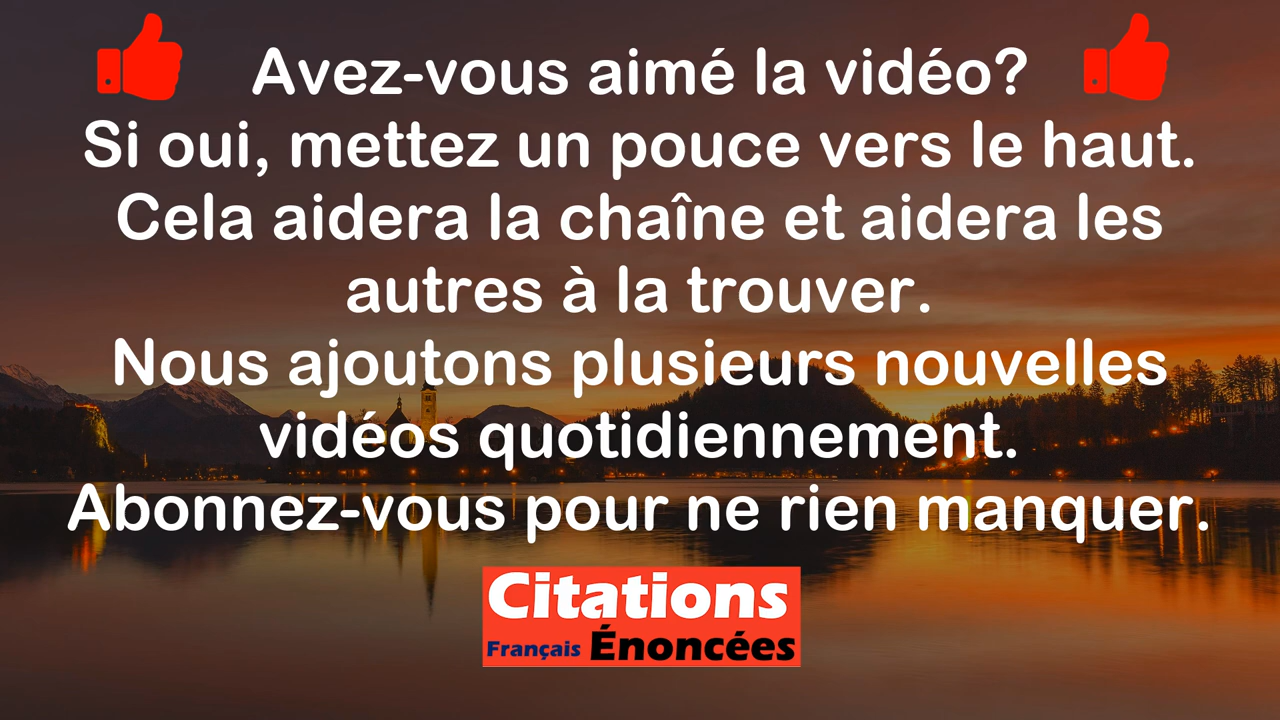 Avez-vous aimé la vidéo?
Si oui, mettez un pouce vers le haut.
Cela aidera la chaîne et aidera les
autres à la trouver.
Nous ajoutons plusieurs nouvelles
vidéos quotidiennement.
Abonnez-vous pour ne rien manquer.
Citations
Français Énoncées